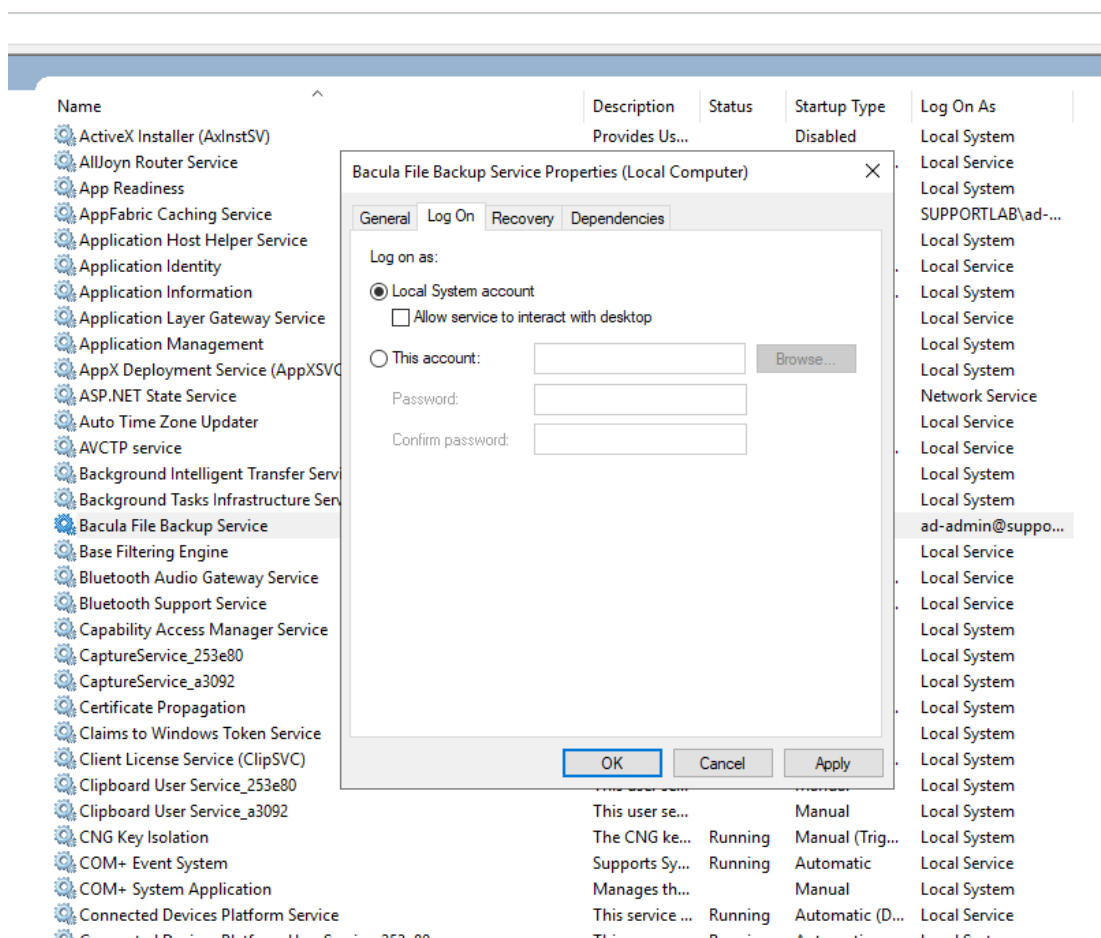 Name Description Status Startup Type Log On As
ActiveX Installer (AxInstSV) Provides Us... Disabled Local System
AllJoyn Router Service . Local Service
App Readiness Local System
AppFabric Caching Service SUPPORTLAB\ad-...
Application Host Helper Service Local System
Application Identity . Local Service
Application Information . Local System
Application Layer Gateway Service Local Service
Application Management Local System
AppX Deployment Service (AppXSVC Local System
ASP.NET State Service Network Service
Auto Time Zone Updater Local Service
AVCTP service . Local Service
Background Intelligent Transfer Servi Local System
Background Tasks Infrastructure Serv Local System
Bacula File Backup Service ad-admin@suppo...
Base Filtering Engine Local Service
Bluetooth Audio Gateway Service . Local Service
Bluetooth Support Service . Local Service
Capability Access Manager Service Local System
CaptureService_253e80 Local System
CaptureService_a3092 Local System
Certificate Propagation . Local System
Claims to Windows Token Service Local System
Client License Service (ClipSVC) . Local System
Clipboard User Service_253e80 Local System
Clipboard User Service_a3092 This user se... Manual Local System
CNG Key Isolation The CNG ke... Running Manual (Trig... Local System
COM+ Event System Supports Sy... Running Automatic Local Service
COM+ System Application Manages th... Manual Local System
Connected Devices Platform Service This service ... Running Automatic (D... Local Service
Bacula File Backup Service Properties (Local Computer)
General Log On Recovery Dependencies
Log on as:
Local System account
Allow service to interact with desktop
This account: Browse...
Password:
Confirm password:
OK Cancel Apply